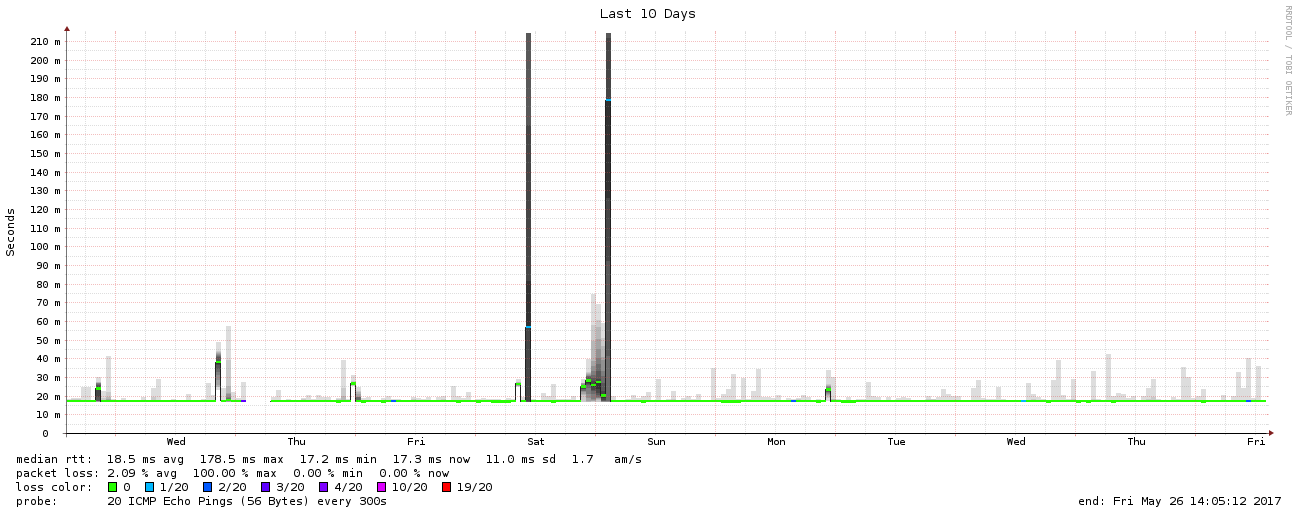 Last 10 Days
RRDTOOL / TOBI OETIKER
Seconds
210 m
200 m
190 m
180 m
170 m
160 m
150 m
140 m
130 m
120 m
110 m
100 m
90 m
80 m
70 m
60 m
50 m
40 m
30 m
20 m
10 m
0
Wed Thu Fri Sat Sun Mon Tue Wed Thu Fri
median rtt: 18.5 ms avg 178.5 ms max 17.2 ms min 17.3 ms now 11.0 ms sd 1.7 am/s
packet loss: 2.09 % avg 100.00 % max 0.00 % min 0.00 % now
loss color: 0 1/20 2/20 3/20 4/20 10/20 19/20
probe: 20 ICMP Echo Pings (56 Bytes) every 300s end: Fri May 26 14:05:12 2017